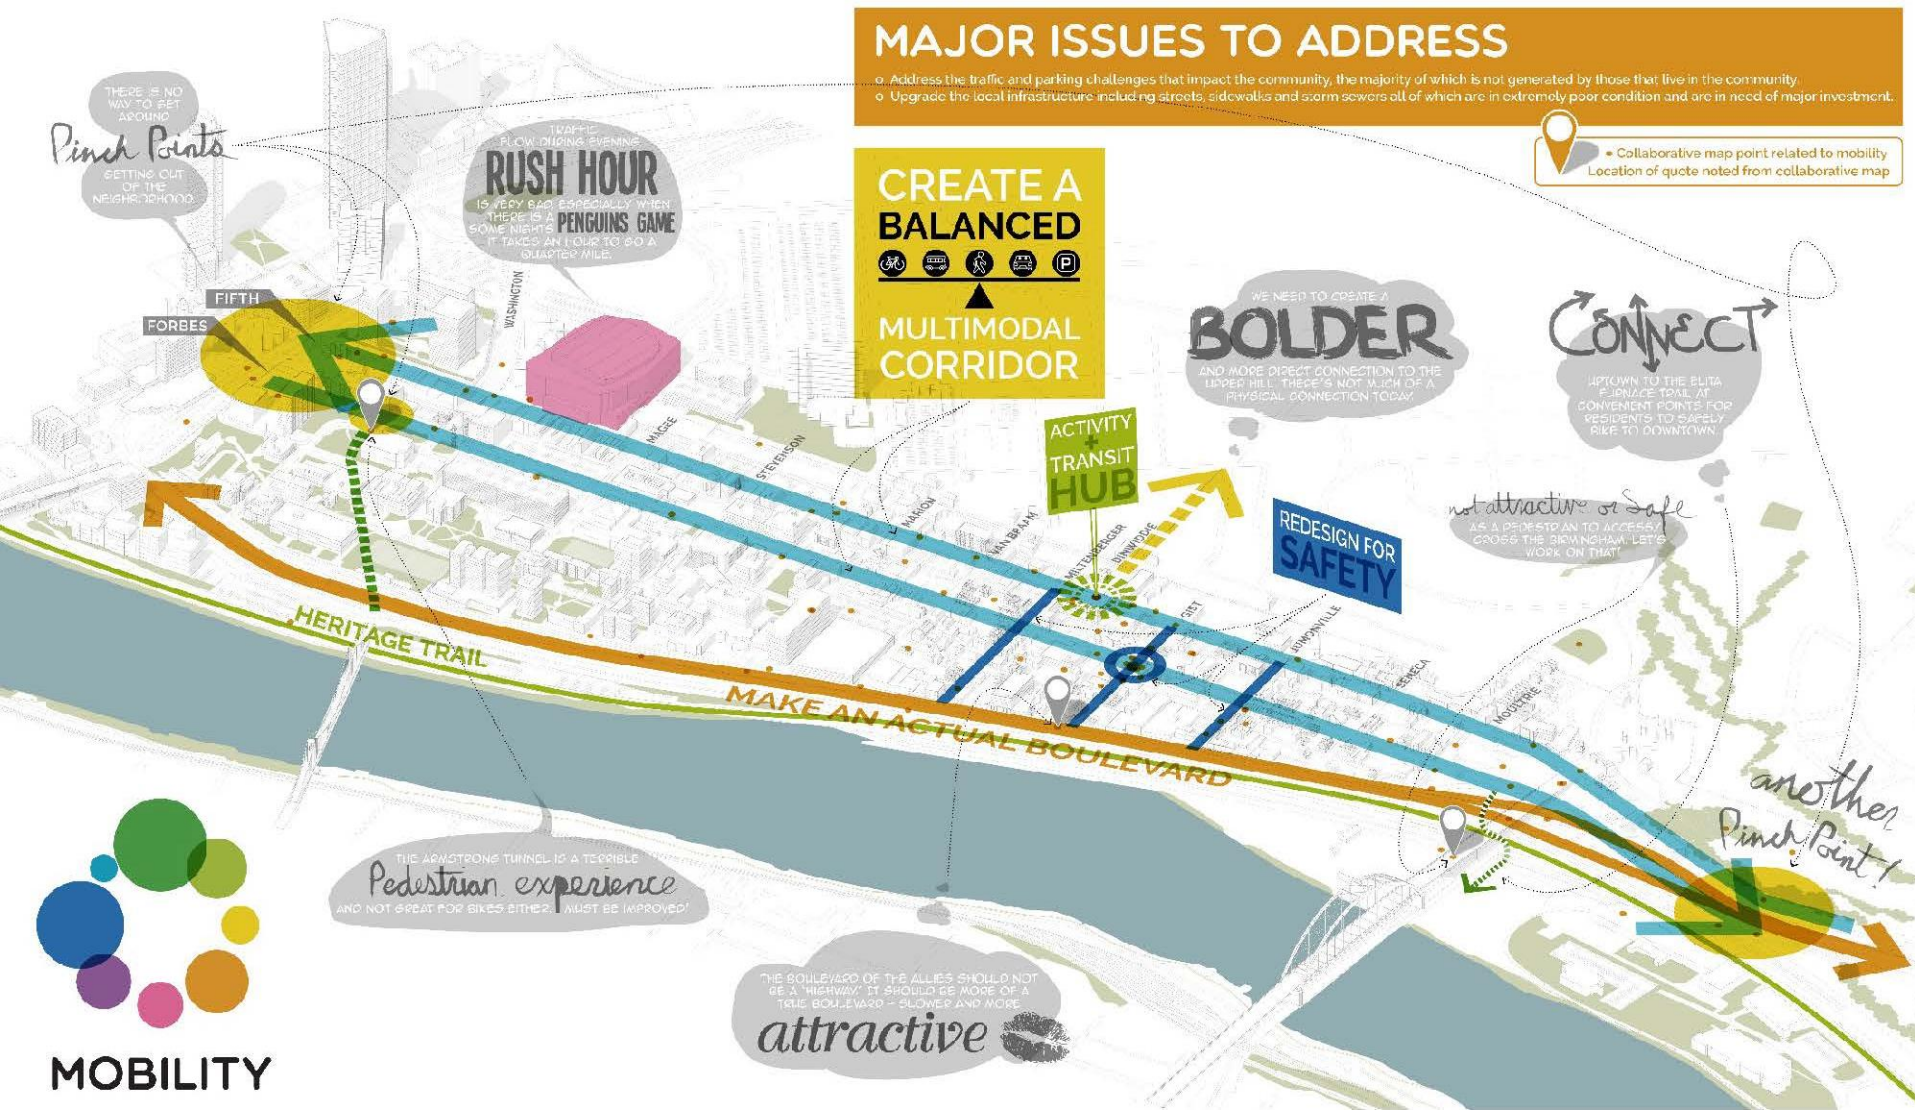 MAJOR ISSUES TO ADDRESS
o Address the traffic and parking challenges that impact the community, the majority of which is not generated by those that live in the community.
o Upgrade the local infrastructure including streets, sidewalks and storm sewers all of which are in extremely poor condition and are in need of major investment.
• Collaborative map point related to mobility
Location of quote noted from collaborative map
THERE IS NO
WAY TO GET
AROUND
Pinch Points
GETTING OUT
OF THE
NEIGHBORHOOD.
TRAFFIC
FLOW DURING EVENING
RUSH HOUR
IS VERY BAD, ESPECIALLY WHEN
THERE IS A PENGUINS GAME
SOME NIGHTS
IT TAKES AN HOUR TO GO A
QUARTER MILE.
CREATE A
BALANCED
P
MULTIMODAL
CORRIDOR
WE NEED TO CREATE A
BOLDER
AND MORE DIRECT CONNECTION TO THE
UPPER HILL. THERE'S NOT MUCH OF A
PHYSICAL CONNECTION TODAY.
CONNECT
UPTOWN TO THE ELIZA
FURNACE TRAIL AT
CONVENIENT POINTS FOR
RESIDENTS TO SAFELY
BIKE TO DOWNTOWN.
FIFTH
FORBES
WASHINGTON
MAGEE
STEVENSON
MARION
VAN BRAAM
MILTENBERGER
DINWIDDIE
GIST
JUMONVILLE
SENECA
MOULTRIE
ACTIVITY
+
TRANSIT
HUB
REDESIGN FOR
SAFETY
not attractive or Safe
AS A PEDESTRIAN TO ACCESS/
CROSS THE BIRMINGHAM. LET'S
WORK ON THAT!
HERITAGE TRAIL
MAKE AN ACTUAL BOULEVARD
another
Pinch Point!
THE ARMSTRONG TUNNEL IS A TERRIBLE
Pedestrian experience
AND NOT GREAT FOR BIKES EITHER. MUST BE IMPROVED!
THE BOULEVARD OF THE ALLIES SHOULD NOT
BE A "HIGHWAY." IT SHOULD BE MORE OF A
TRUE BOULEVARD - SLOWER AND MORE
attractive
MOBILITY